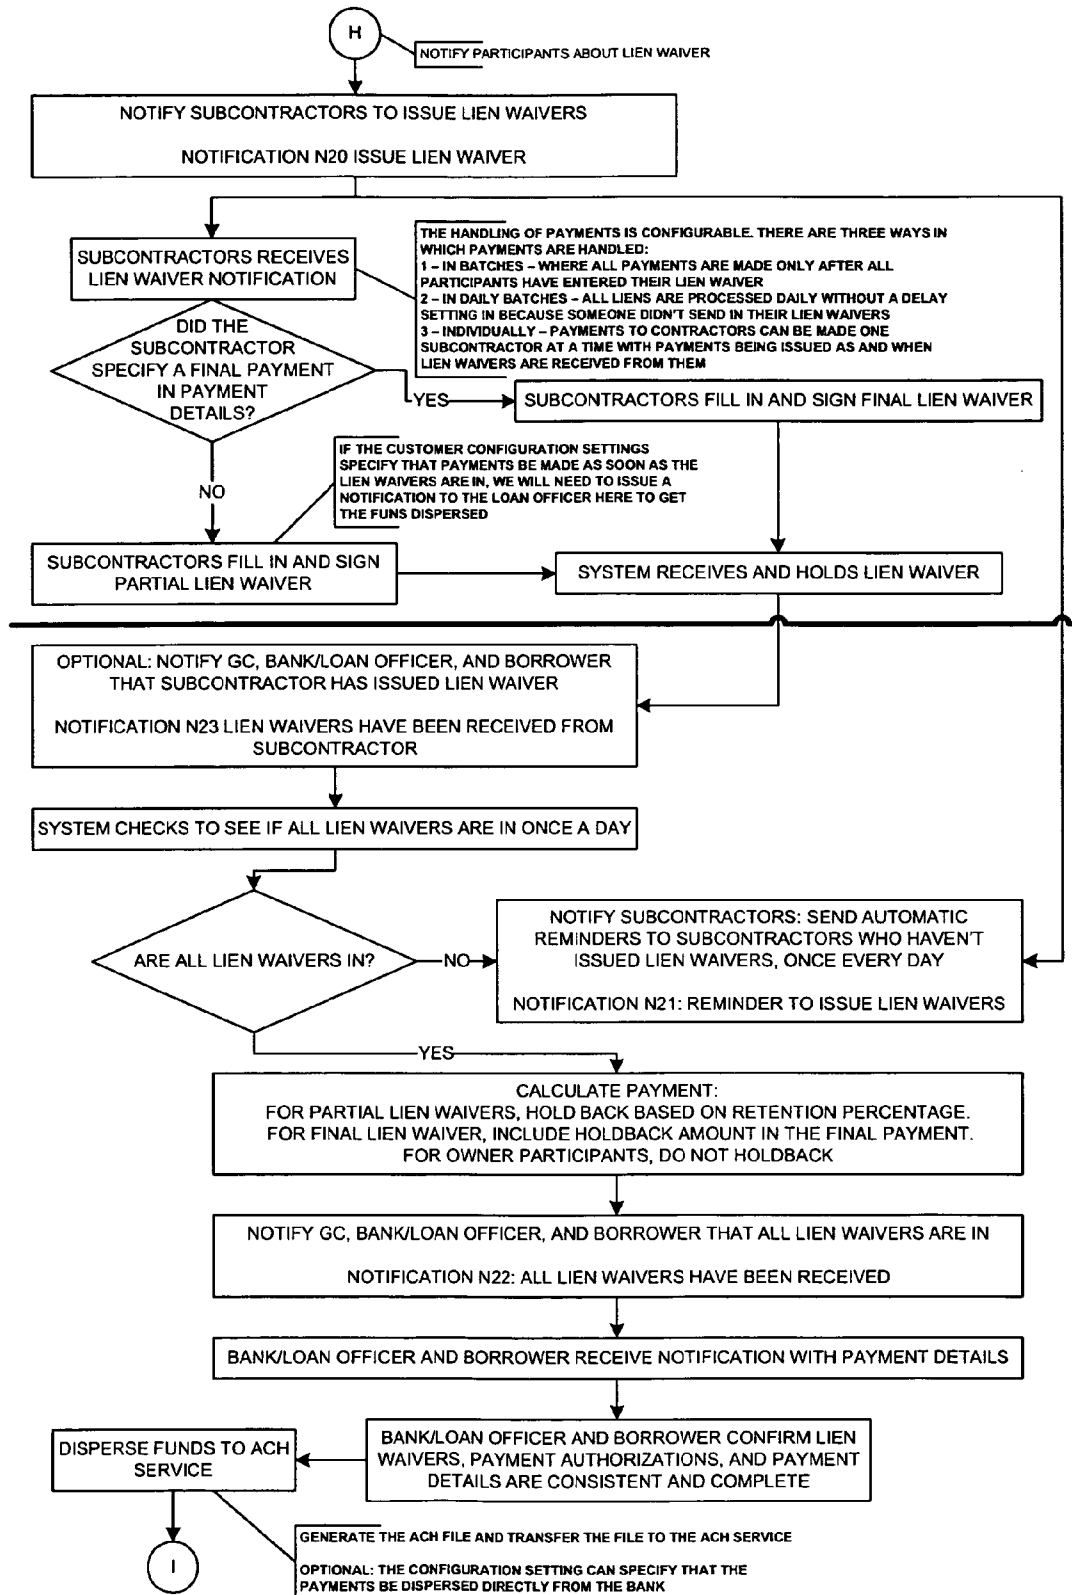 H
NOTIFY PARTICIPANTS ABOUT LIEN WAIVER
NOTIFY SUBCONTRACTORS TO ISSUE LIEN WAIVERS
NOTIFICATION N20 ISSUE LIEN WAIVER
SUBCONTRACTORS RECEIVES
LIEN WAIVER NOTIFICATION
THE HANDLING OF PAYMENTS IS CONFIGURABLE. THERE ARE THREE WAYS IN
WHICH PAYMENTS ARE HANDLED:
1 – IN BATCHES – WHERE ALL PAYMENTS ARE MADE ONLY AFTER ALL
PARTICIPANTS HAVE ENTERED THEIR LIEN WAIVER
2 – IN DAILY BATCHES – ALL LIENS ARE PROCESSED DAILY WITHOUT A DELAY
SETTING IN BECAUSE SOMEONE DIDN'T SEND IN THEIR LIEN WAIVERS
3 – INDIVIDUALLY – PAYMENTS TO CONTRACTORS CAN BE MADE ONE
SUBCONTRACTOR AT A TIME WITH PAYMENTS BEING ISSUED AS AND WHEN
LIEN WAIVERS ARE RECEIVED FROM THEM
DID THE
SUBCONTRACTOR
SPECIFY A FINAL PAYMENT
IN PAYMENT
DETAILS?
YES
SUBCONTRACTORS FILL IN AND SIGN FINAL LIEN WAIVER
IF THE CUSTOMER CONFIGURATION SETTINGS
SPECIFY THAT PAYMENTS BE MADE AS SOON AS THE
LIEN WAIVERS ARE IN, WE WILL NEED TO ISSUE A
NOTIFICATION TO THE LOAN OFFICER HERE TO GET
THE FUNS DISPERSED
NO
SUBCONTRACTORS FILL IN AND SIGN
PARTIAL LIEN WAIVER
SYSTEM RECEIVES AND HOLDS LIEN WAIVER
OPTIONAL: NOTIFY GC, BANK/LOAN OFFICER, AND BORROWER
THAT SUBCONTRACTOR HAS ISSUED LIEN WAIVER
NOTIFICATION N23 LIEN WAIVERS HAVE BEEN RECEIVED FROM
SUBCONTRACTOR
SYSTEM CHECKS TO SEE IF ALL LIEN WAIVERS ARE IN ONCE A DAY
ARE ALL LIEN WAIVERS IN?
NO
NOTIFY SUBCONTRACTORS: SEND AUTOMATIC
REMINDERS TO SUBCONTRACTORS WHO HAVEN'T
ISSUED LIEN WAIVERS, ONCE EVERY DAY
NOTIFICATION N21: REMINDER TO ISSUE LIEN WAIVERS
YES
CALCULATE PAYMENT:
FOR PARTIAL LIEN WAIVERS, HOLD BACK BASED ON RETENTION PERCENTAGE.
FOR FINAL LIEN WAIVER, INCLUDE HOLDBACK AMOUNT IN THE FINAL PAYMENT.
FOR OWNER PARTICIPANTS, DO NOT HOLDBACK
NOTIFY GC, BANK/LOAN OFFICER, AND BORROWER THAT ALL LIEN WAIVERS ARE IN
NOTIFICATION N22: ALL LIEN WAIVERS HAVE BEEN RECEIVED
BANK/LOAN OFFICER AND BORROWER RECEIVE NOTIFICATION WITH PAYMENT DETAILS
BANK/LOAN OFFICER AND BORROWER CONFIRM LIEN
WAIVERS, PAYMENT AUTHORIZATIONS, AND PAYMENT
DETAILS ARE CONSISTENT AND COMPLETE
DISPERSE FUNDS TO ACH
SERVICE
GENERATE THE ACH FILE AND TRANSFER THE FILE TO THE ACH SERVICE
OPTIONAL: THE CONFIGURATION SETTING CAN SPECIFY THAT THE
PAYMENTS BE DISPERSED DIRECTLY FROM THE BANK
I